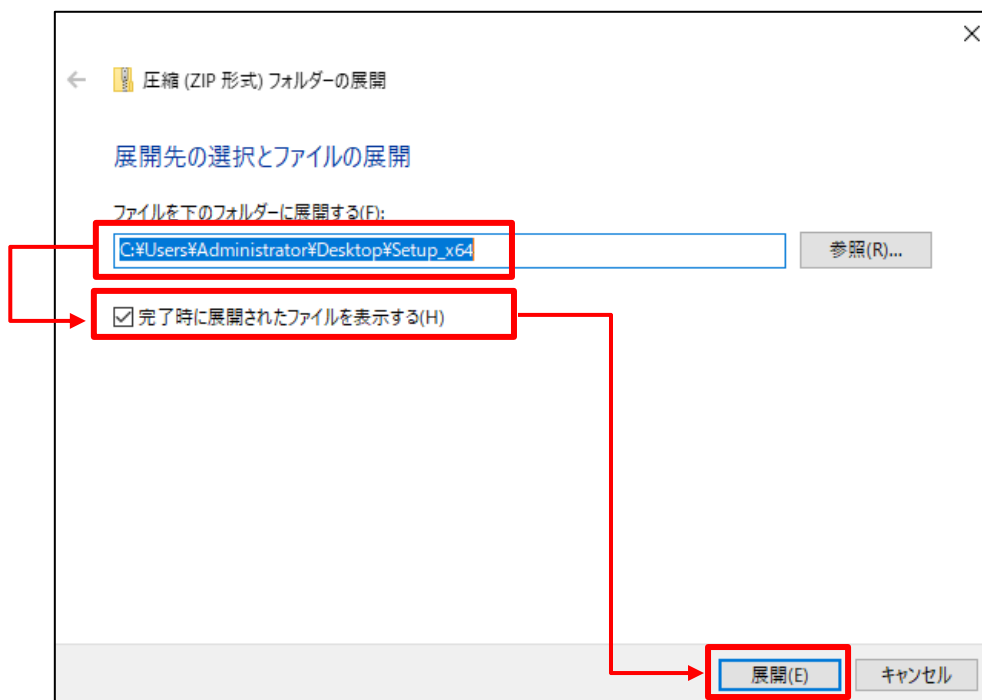 圧縮 (ZIP 形式) フォルダーの展開
展開先の選択とファイルの展開
ファイルを下のフォルダーに展開する(F):
C:¥Users¥Administrator¥Desktop¥Setup_x64
参照(R)...
完了時に展開されたファイルを表示する(H)
展開(E)
キャンセル